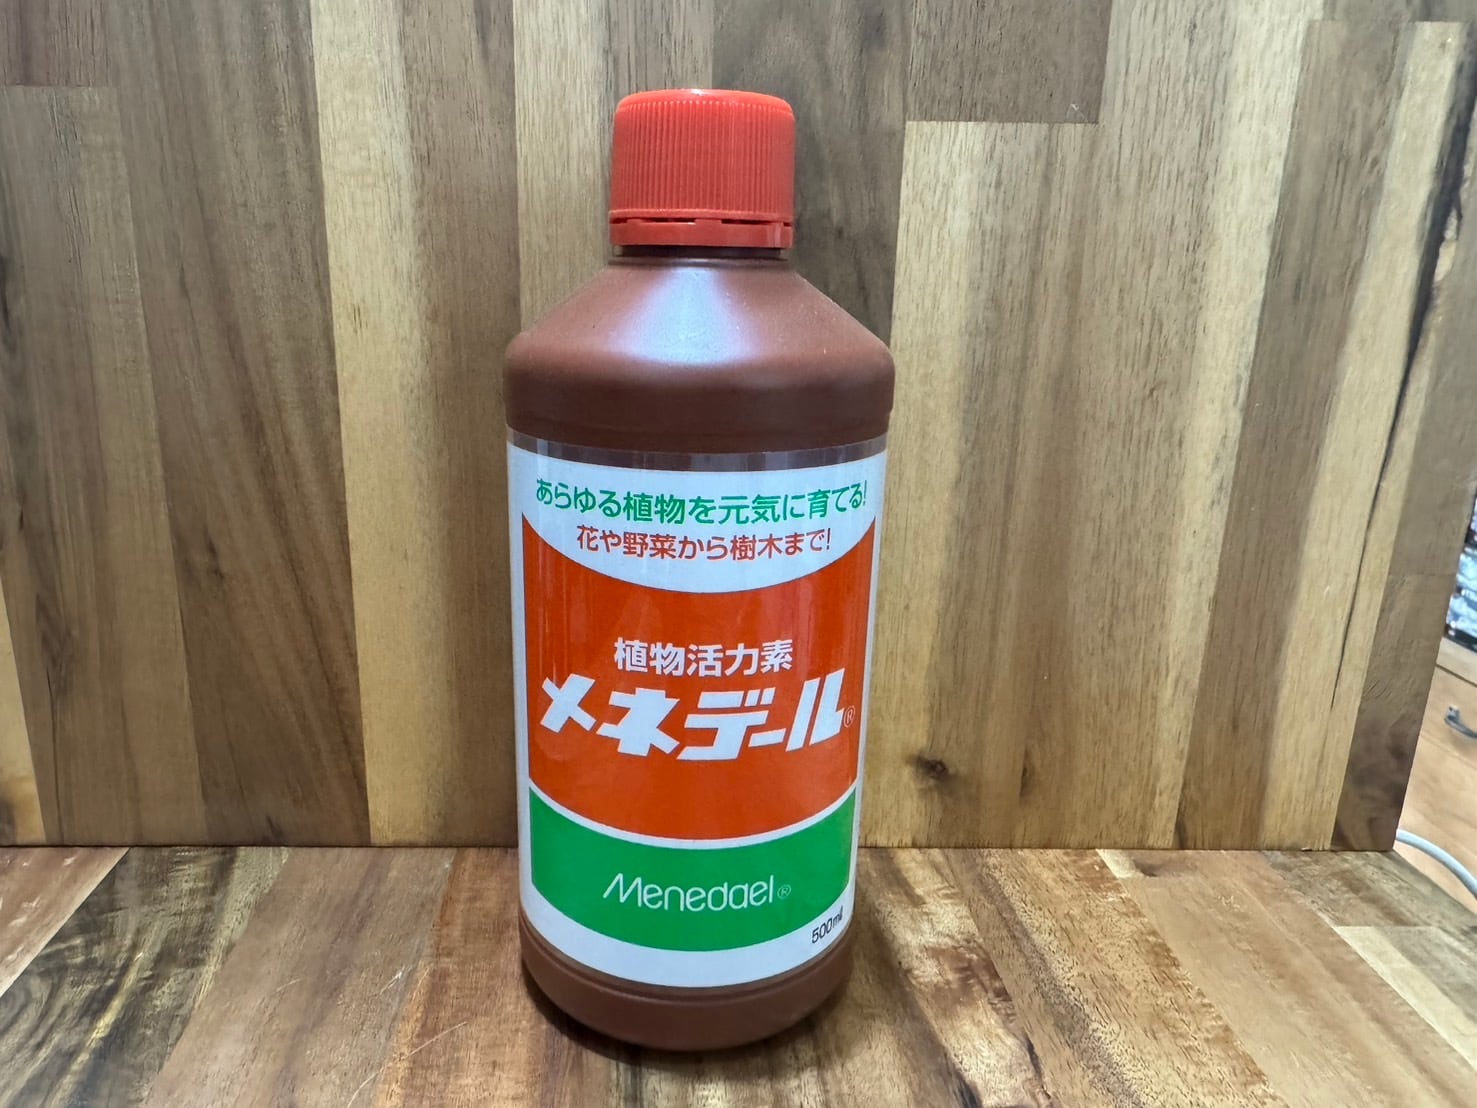 あらゆる植物を元気に育てる!
花や野菜から樹木まで!
植物活力素
メネデール®
Menedael®
500mℓ